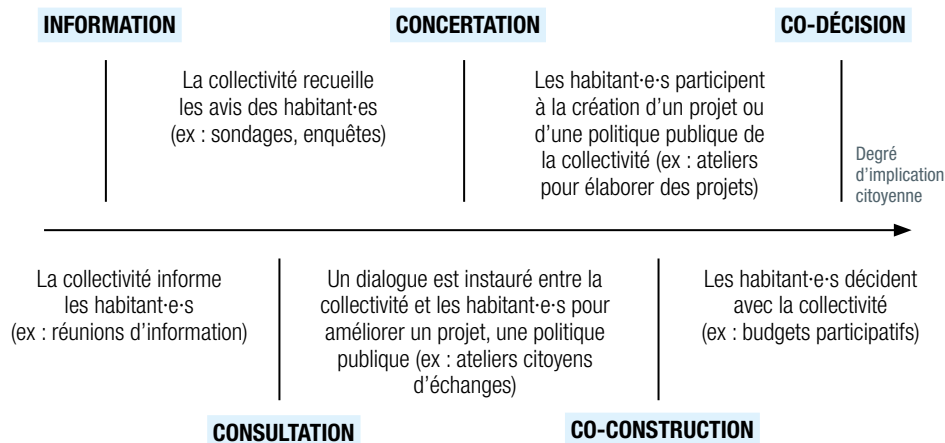 INFORMATION
CONCERTATION
CO-DÉCISION
La collectivité recueille
les avis des habitant·es
(ex : sondages, enquêtes)
Les habitant·e·s participent
à la création d’un projet ou
d’une politique publique de
la collectivité (ex : ateliers
pour élaborer des projets)
Degré
d’implication
citoyenne
La collectivité informe
les habitant·e·s
(ex : réunions d’information)
Un dialogue est instauré entre la
collectivité et les habitant·e·s pour
améliorer un projet, une politique
publique (ex : ateliers citoyens
d’échanges)
Les habitant·e·s décident
avec la collectivité
(ex : budgets participatifs)
CONSULTATION
CO-CONSTRUCTION